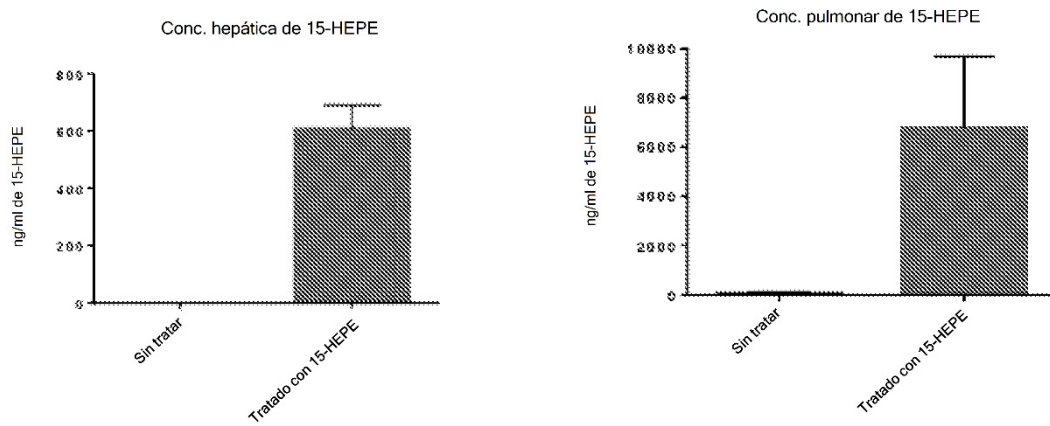 Conc. hepática de 15-HEPE
800
600
400
200
0
ng/ml de 15-HEPE
Sin tratar
Tratado con 15-HEPE
Conc. pulmonar de 15-HEPE
10000
8000
6000
4000
2000
0
ng/ml de 15-HEPE
Sin tratar
Tratado con 15-HEPE